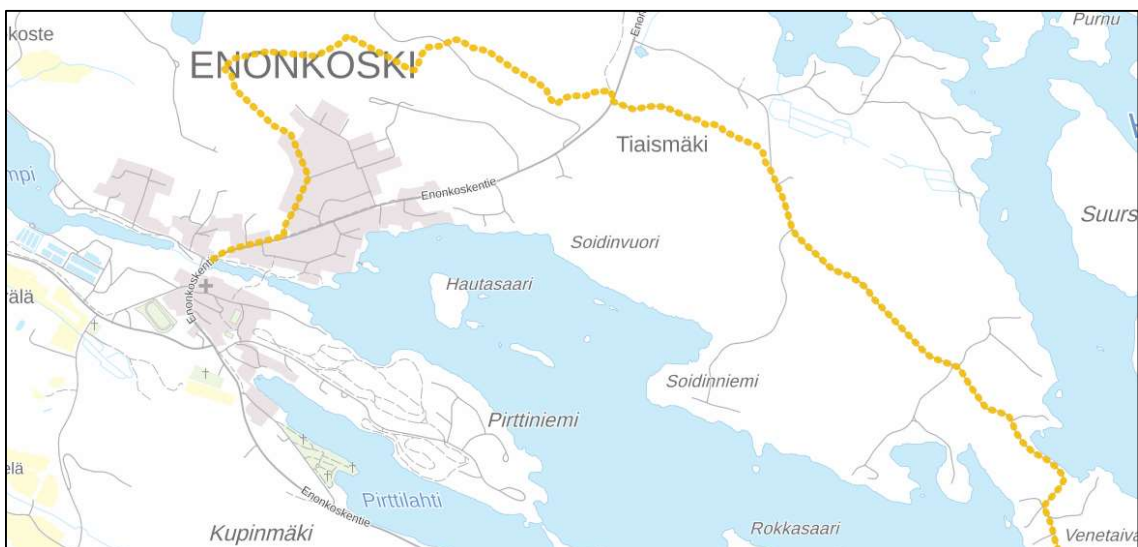 Purnu
koste
Enon
ENONKOSKI
Tiaismäki
mpi
Enonkoskentie
Suurs
Soidinvuori
Hautasaari
älä
Enonkoskentie
Soidinniemi
Pirttiniemi
elä
Pirttilahti
Enonkoskentie
Kupinmäki
Rokkasaari
Venetaiva